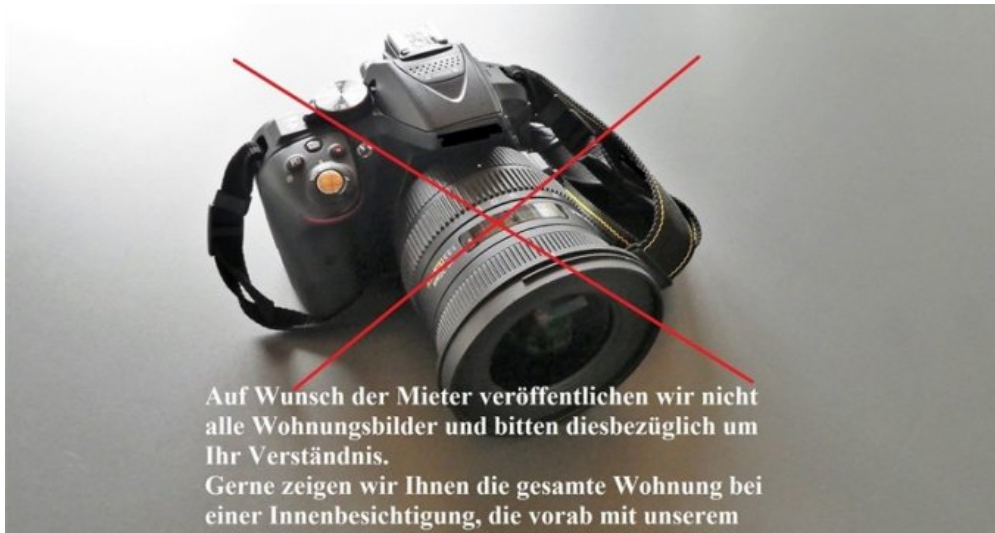 Auf Wunsch der Mieter veröffentlichen wir nicht
alle Wohnungsbilder und bitten diesbezüglich um
Ihr Verständnis.
Gerne zeigen wir Ihnen die gesamte Wohnung bei
einer Innenbesichtigung, die vorab mit unserem